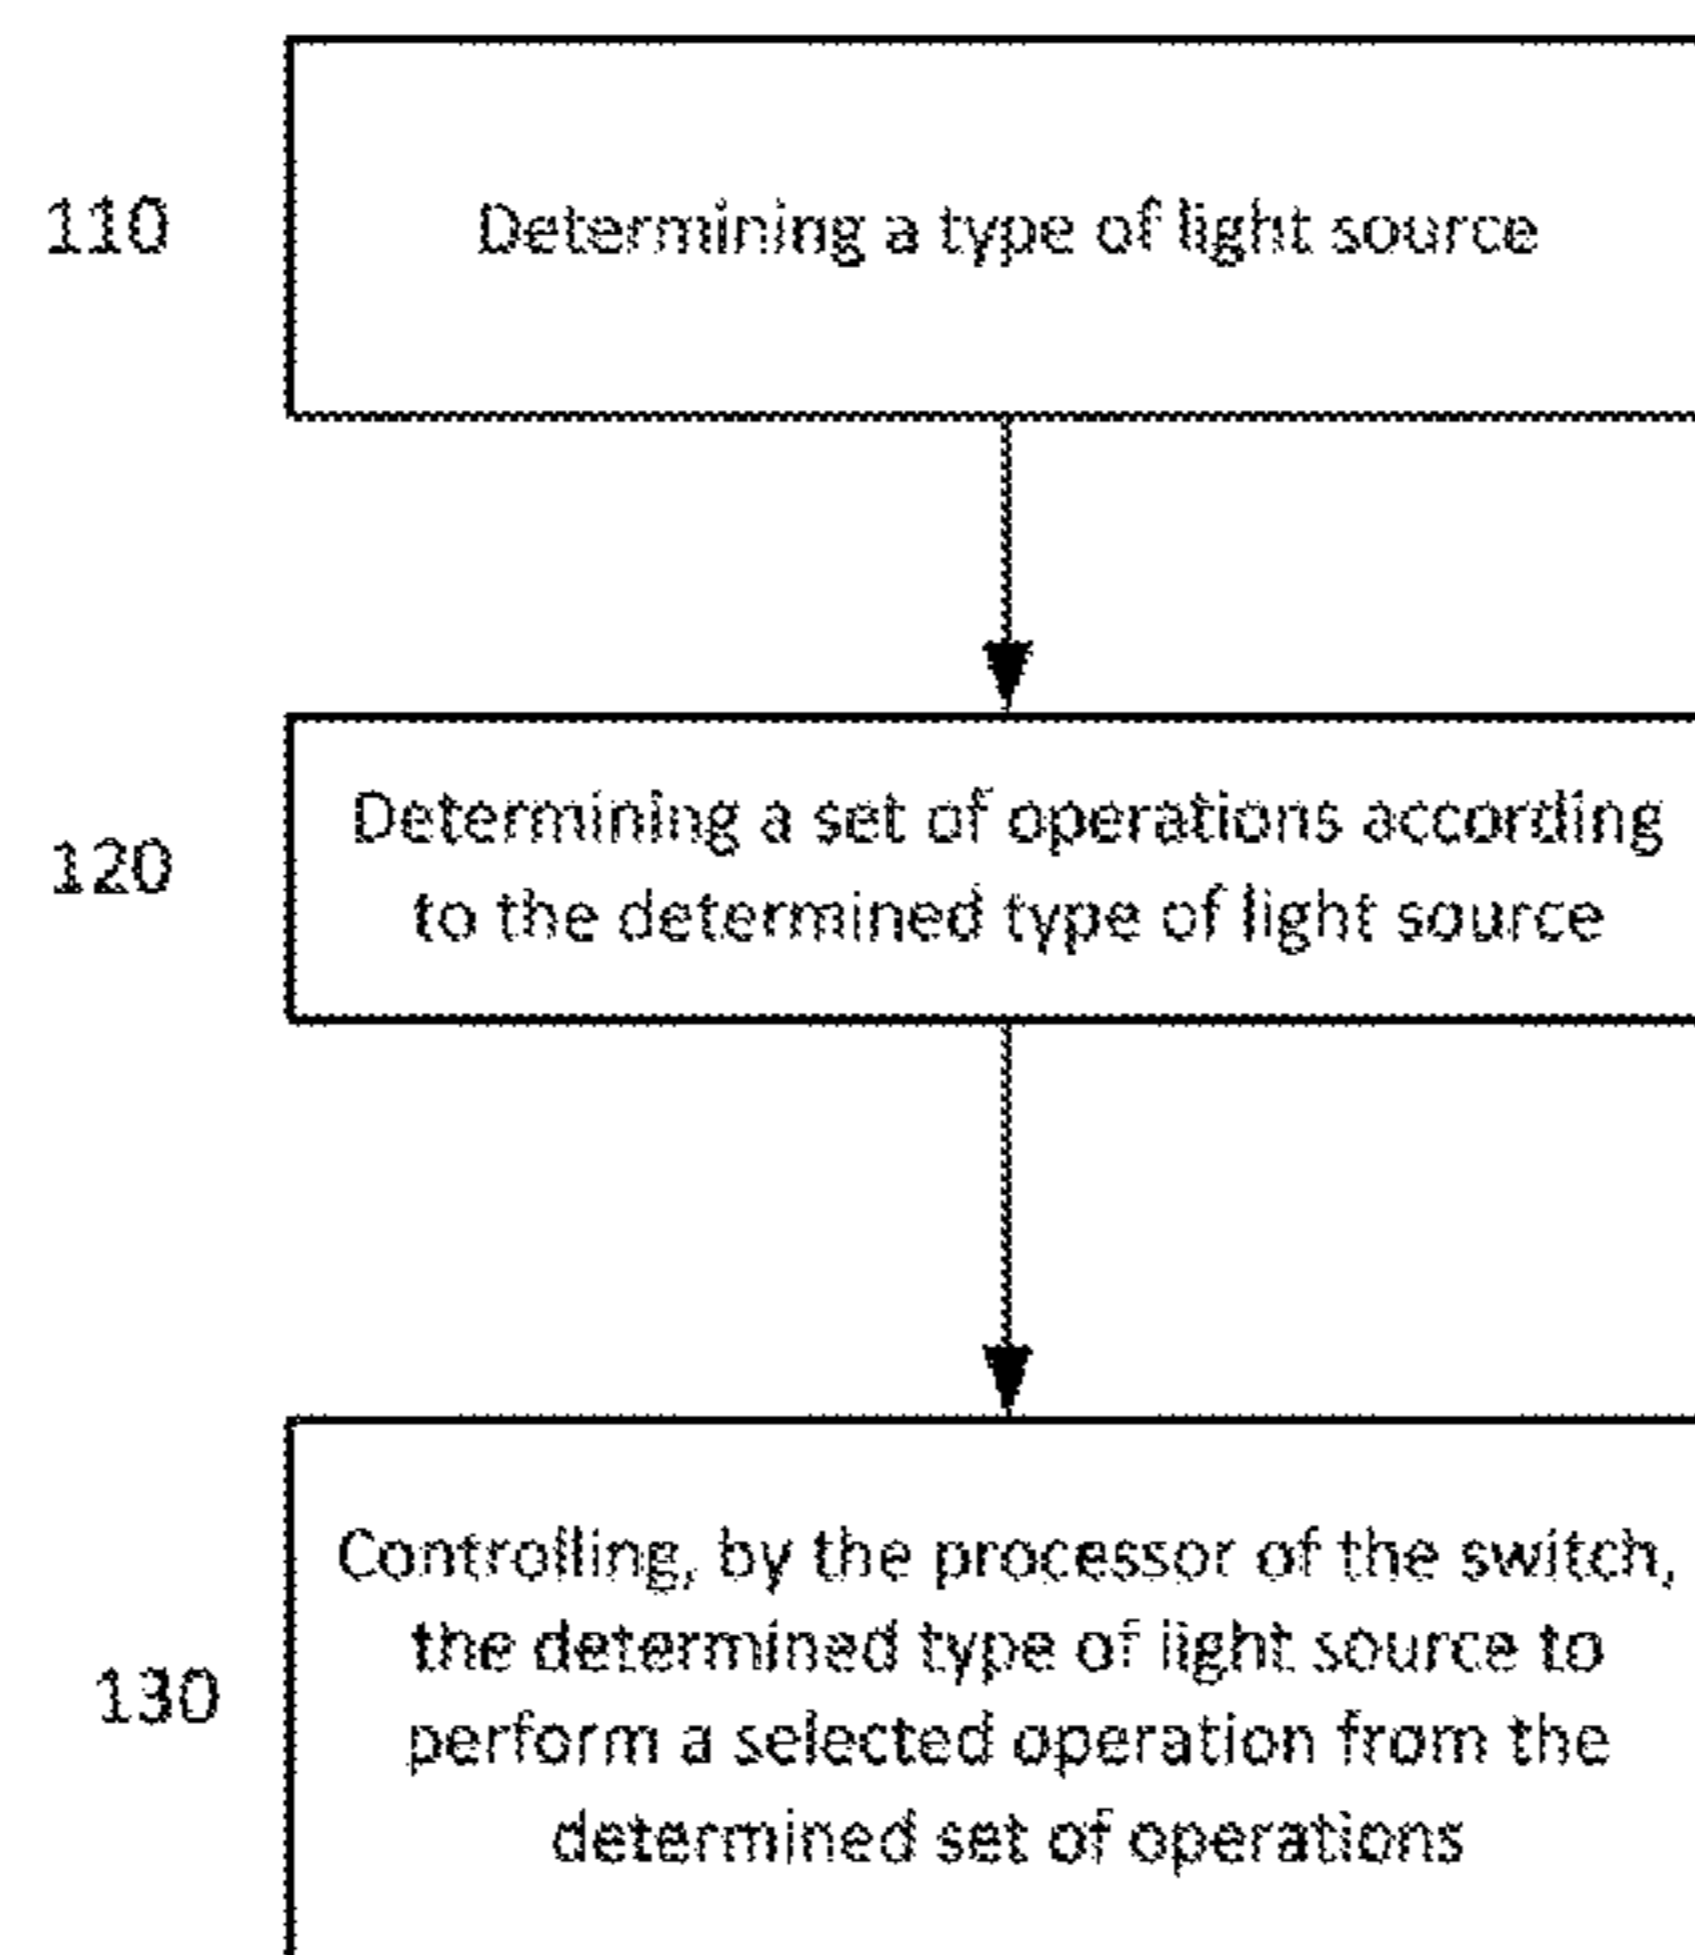 110
Determining a type of light source
120
Determining a set of operations according
to the determined type of light source
130
Controlling, by the processor of the switch,
the determined type of light source to
perform a selected operation from the
determined set of operations